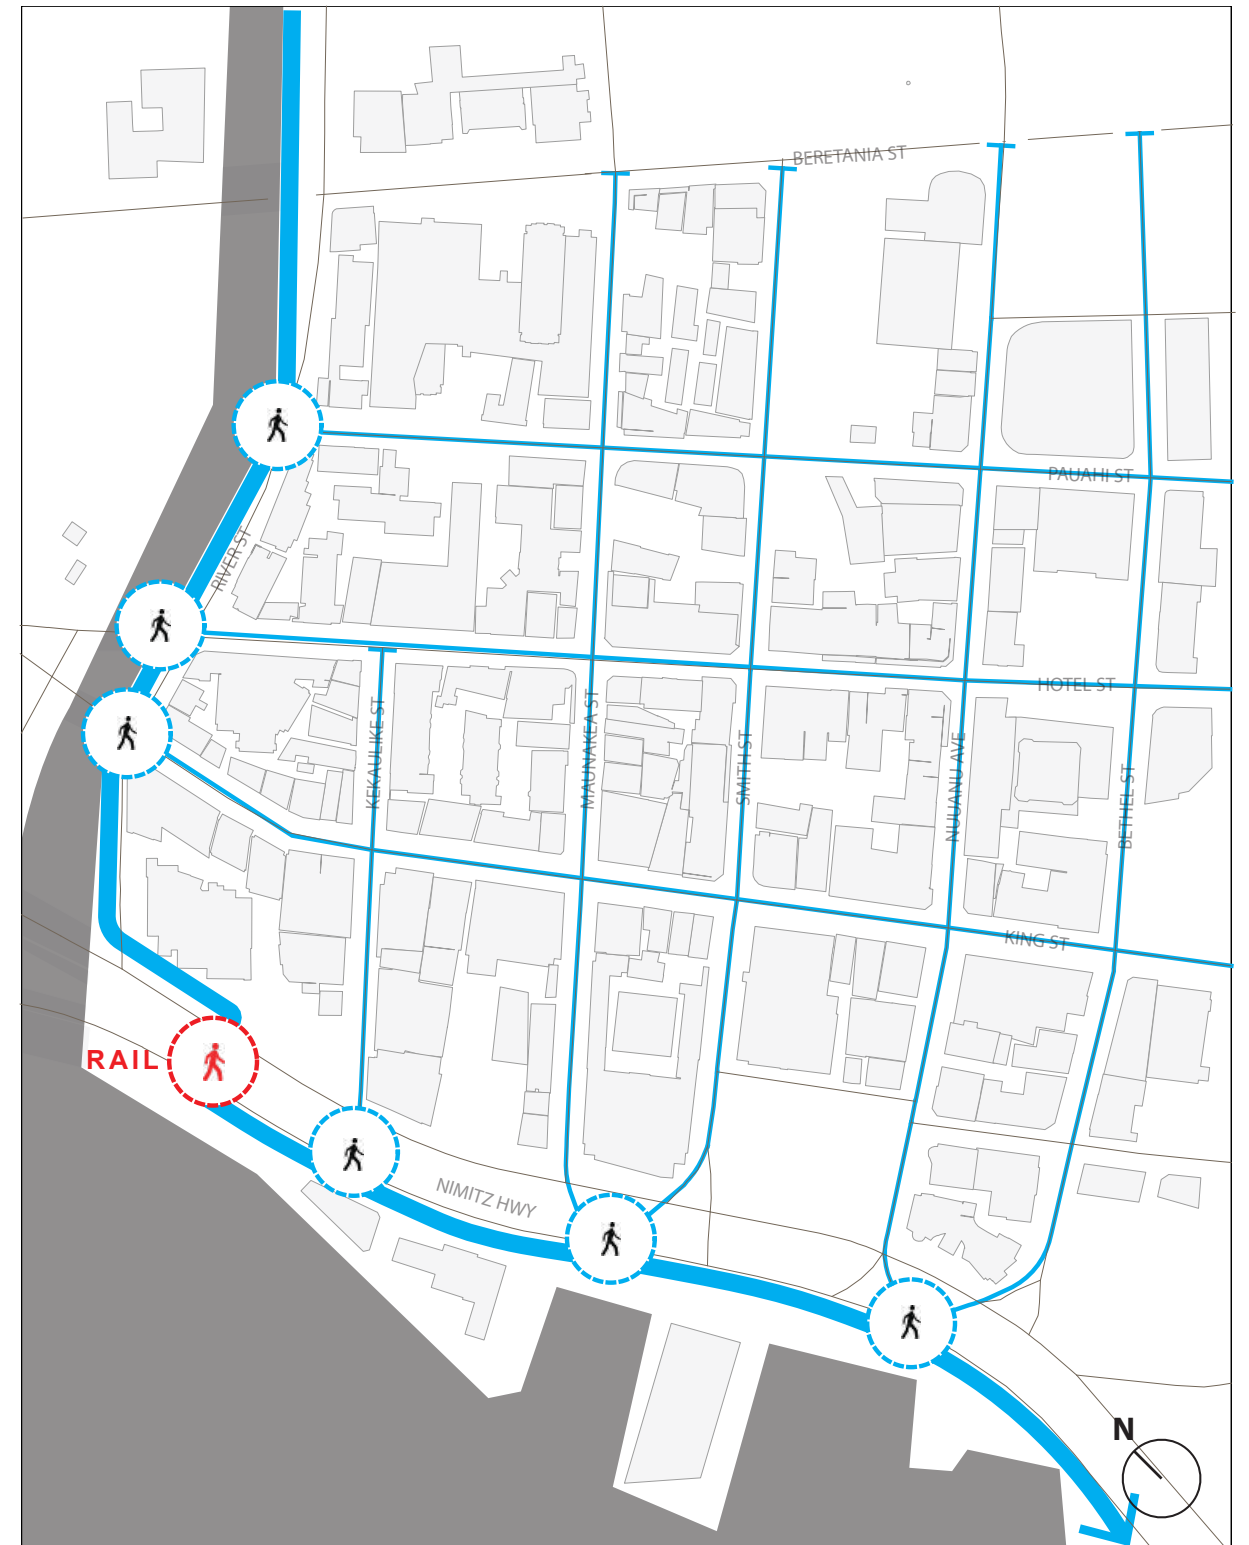 BERETANIA ST
PAUAHI ST
RIVER ST
HOTEL ST
KEKAULIKE ST
MAUNAKEA ST
SMITH ST
NUUANU AVE
BETHEL ST
KING ST
RAIL
NIMITZ HWY
N